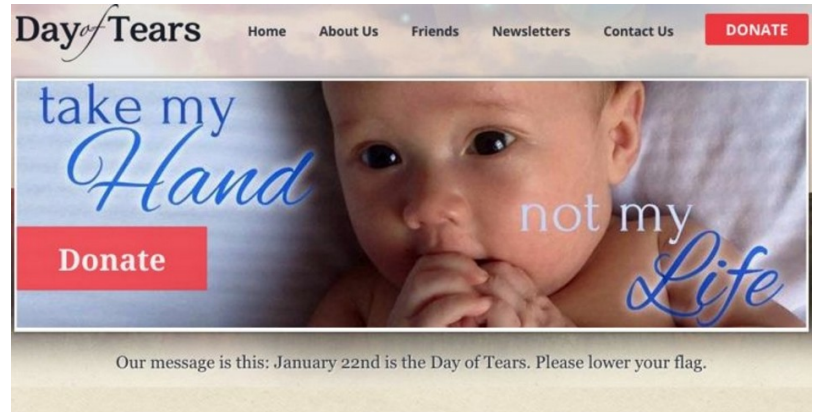 Day of Tears
Home About Us Friends Newsletters Contact Us DONATE
take my
Hand
not my
Life
Donate
Our message is this: January 22nd is the Day of Tears. Please lower your flag.